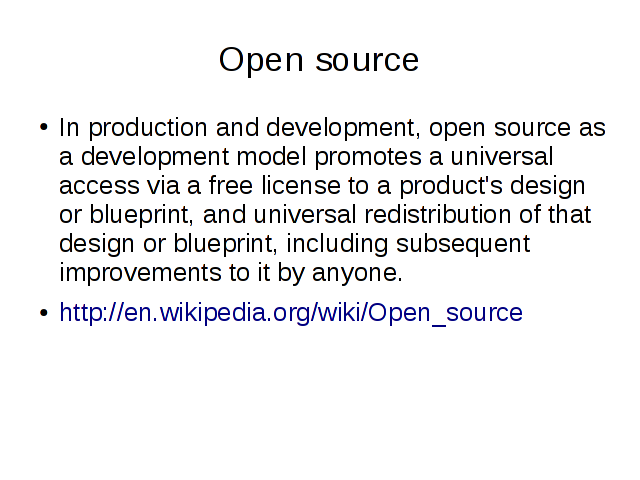 Open source
• In production and development, open source as
a development model promotes a universal
access via a free license to a product's design
or blueprint, and universal redistribution of that
design or blueprint, including subsequent
improvements to it by anyone.
• http://en.wikipedia.org/wiki/Open_source